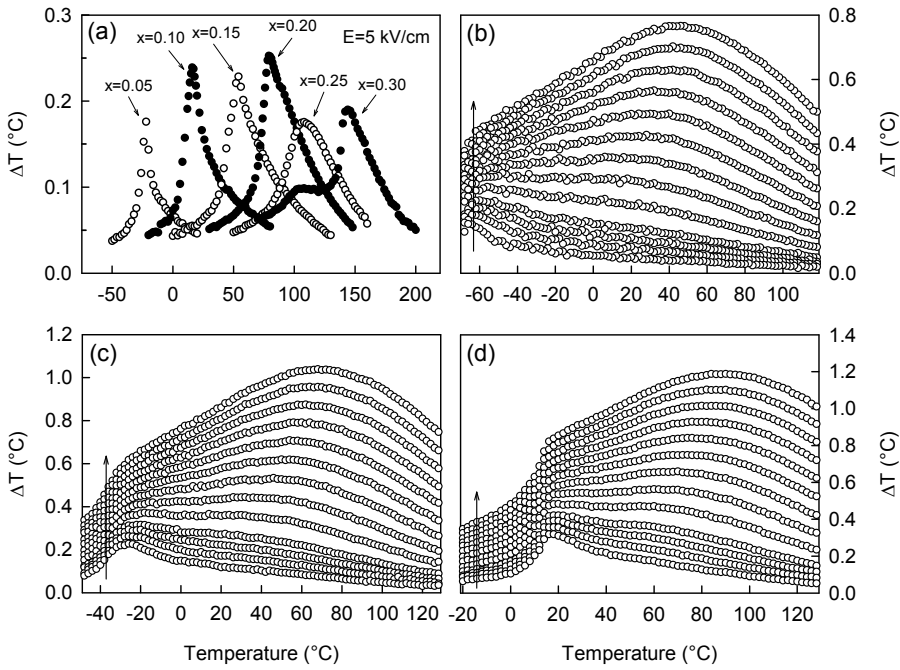 (a)
x=0.05
x=0.10
x=0.15
x=0.20
x=0.25
x=0.30
E=5 kV/cm
0.3
0.2
0.1
0.0
ΔT (°C)
-50 0 50 100 150 200
(b)
0.8
0.6
0.4
0.2
0.0
ΔT (°C)
-60 -40 -20 0 20 40 60 80 100
(c)
1.2
1.0
0.8
0.6
0.4
0.2
0.0
ΔT (°C)
-40 -20 0 20 40 60 80 100 120
Temperature (°C)
(d)
1.4
1.2
1.0
0.8
0.6
0.4
0.2
0.0
ΔT (°C)
-20 0 20 40 60 80 100 120
Temperature (°C)